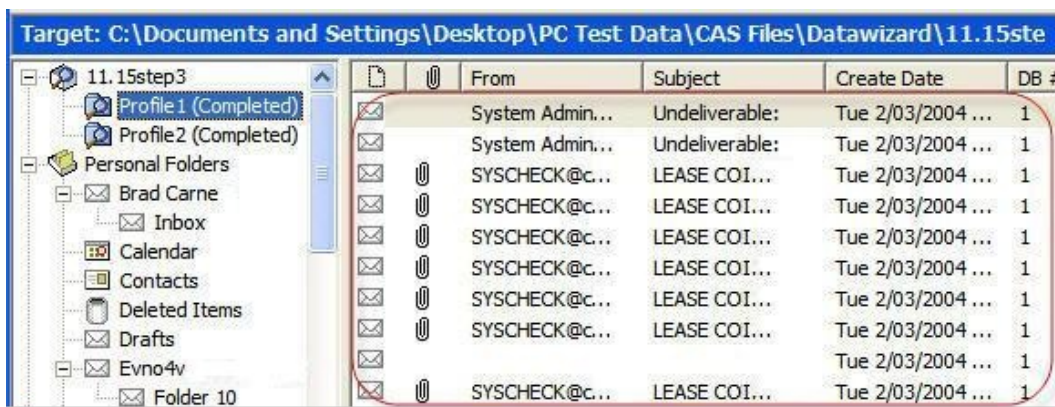 Target: C:\Documents and Settings\Desktop\PC Test Data\CAS Files\Datawizard\11.15ste
11.15step3
Profile1 (Completed)
Profile2 (Completed)
Personal Folders
Brad Carne
Inbox
Calendar
Contacts
Deleted Items
Drafts
Evno4v
Folder 10
From Subject Create Date DB #
System Admin... Undeliverable: Tue 2/03/2004 ... 1
System Admin... Undeliverable: Tue 2/03/2004 ... 1
SYSCHECK@c... LEASE COI... Tue 2/03/2004 ... 1
SYSCHECK@c... LEASE COI... Tue 2/03/2004 ... 1
SYSCHECK@c... LEASE COI... Tue 2/03/2004 ... 1
SYSCHECK@c... LEASE COI... Tue 2/03/2004 ... 1
SYSCHECK@c... LEASE COI... Tue 2/03/2004 ... 1
SYSCHECK@c... LEASE COI... Tue 2/03/2004 ... 1
Tue 2/03/2004 ... 1
SYSCHECK@c... LEASE COI... Tue 2/03/2004 ... 1